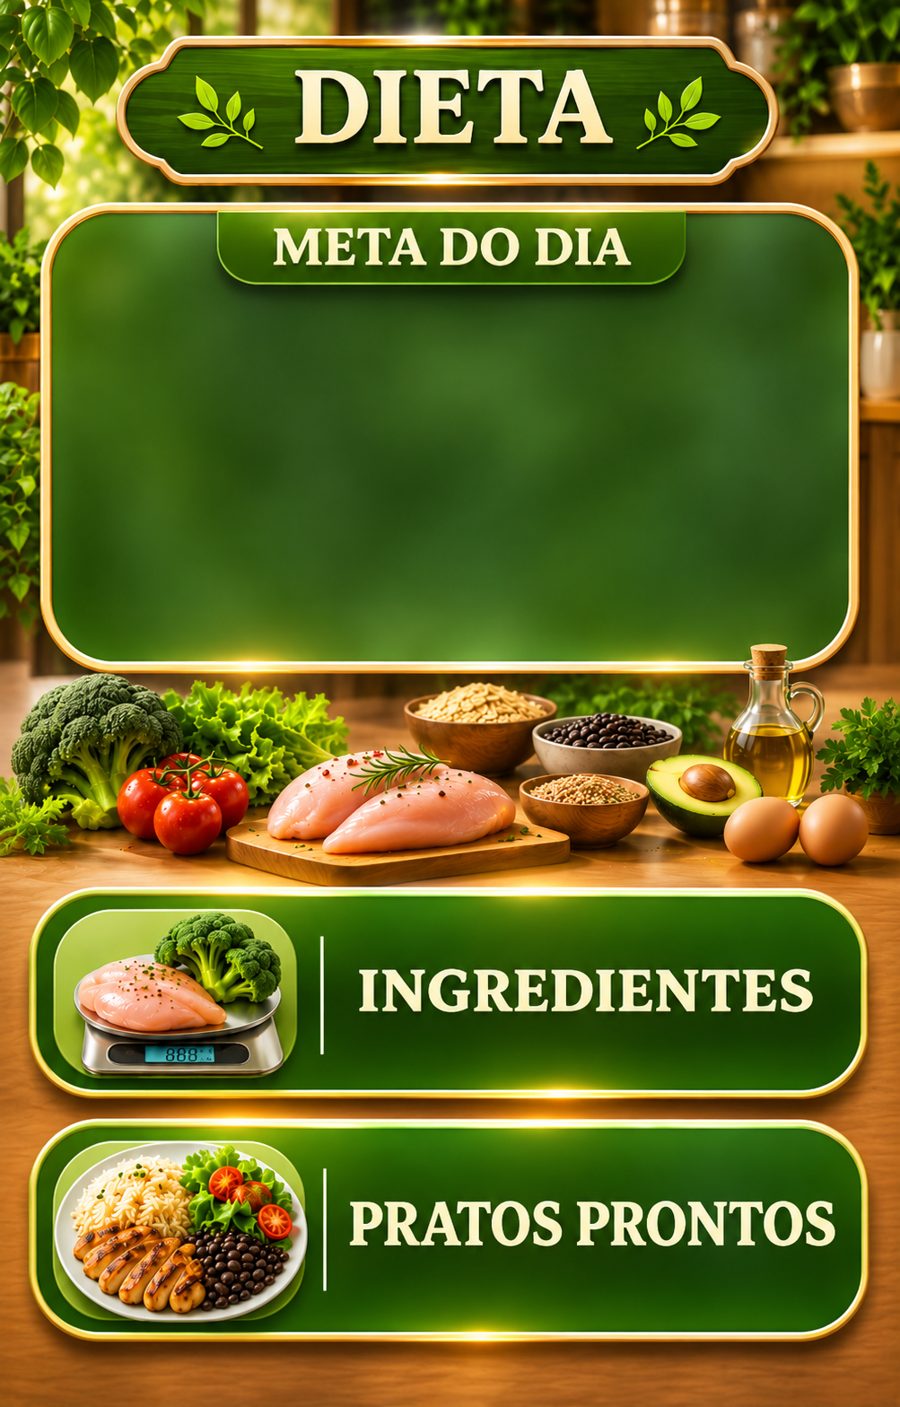 DIETA
META DO DIA
888
INGREDIENTES
PRATOS PRONTOS